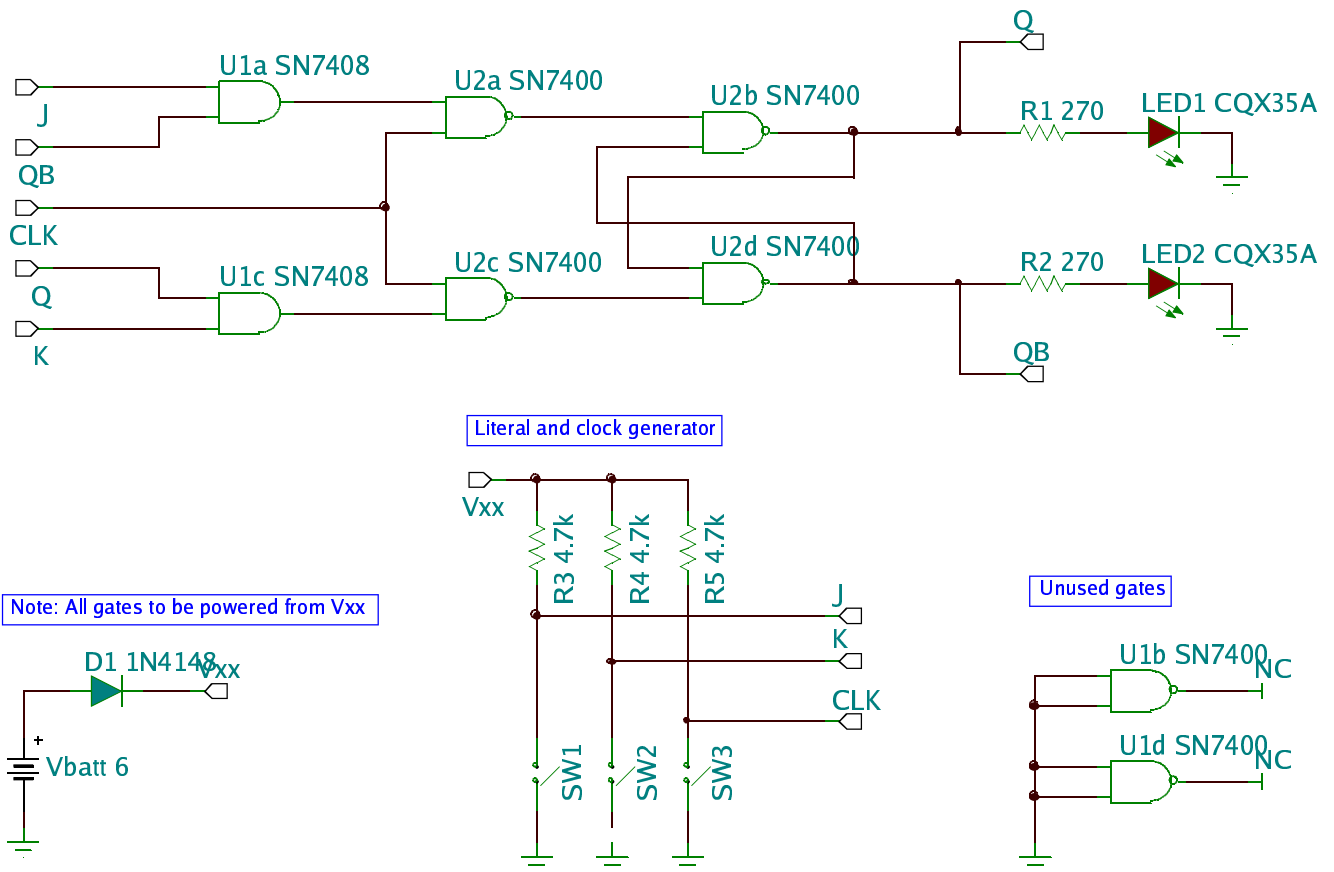 Q
U1a SN7408
U2a SN7400
U2b SN7400
R1 270
LED1 CQX35A
J
QB
CLK
U1c SN7408
U2c SN7400
U2d SN7400
R2 270
LED2 CQX35A
Q
K
QB
Literal and clock generator
Vxx
R3 4.7k
R4 4.7k
R5 4.7k
J
K
CLK
SW1
SW2
SW3
Note: All gates to be powered from Vxx
D1 1N4148
Vxx
+
Vbatt 6
Unused gates
U1b SN7400
NC
U1d SN7400
NC